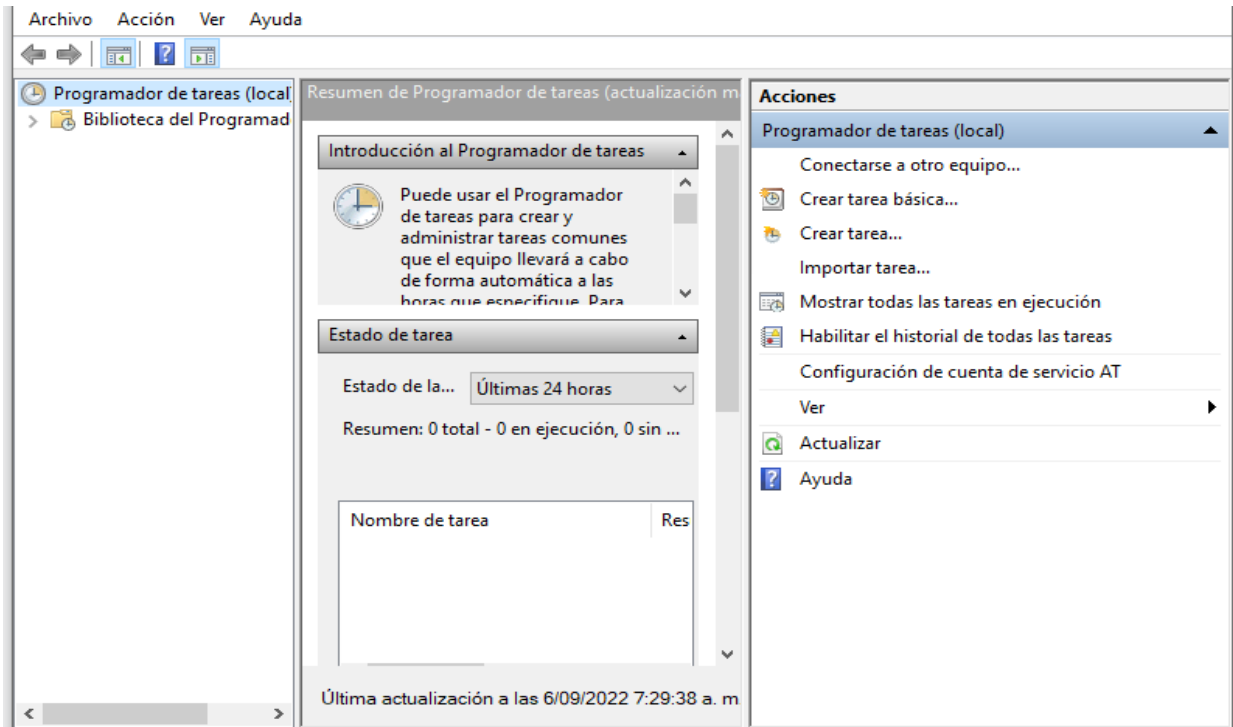 Archivo Acción Ver Ayuda
Programador de tareas (local
Biblioteca del Programad
Resumen de Programador de tareas (actualización m
Introducción al Programador de tareas
Puede usar el Programador
de tareas para crear y
administrar tareas comunes
que el equipo llevará a cabo
de forma automática a las
horas que especifique. Para
Estado de tarea
Estado de la... Últimas 24 horas
Resumen: 0 total - 0 en ejecución, 0 sin ...
Nombre de tarea Res
Última actualización a las 6/09/2022 7:29:38 a. m
Acciones
Programador de tareas (local)
Conectarse a otro equipo...
Crear tarea básica...
Crear tarea...
Importar tarea...
Mostrar todas las tareas en ejecución
Habilitar el historial de todas las tareas
Configuración de cuenta de servicio AT
Ver
Actualizar
Ayuda